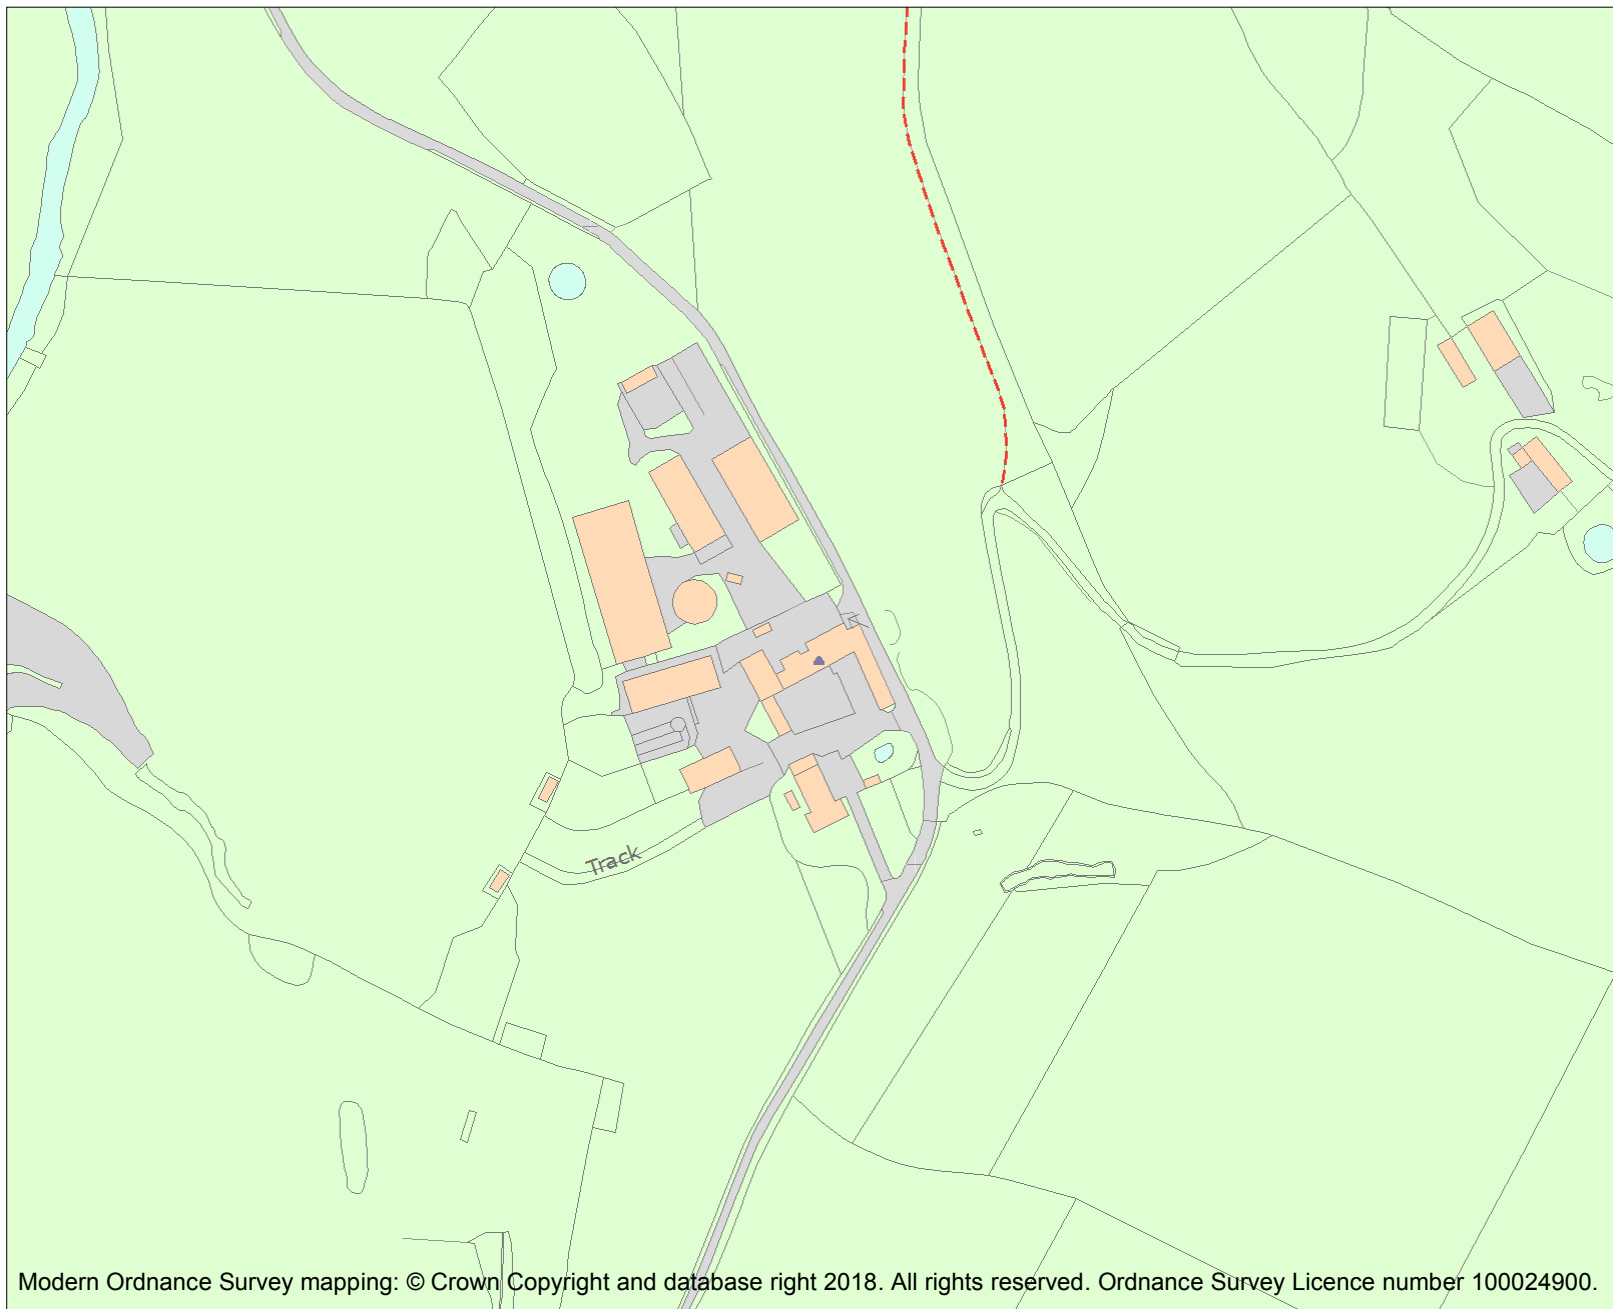 Track
Modern Ordnance Survey mapping: © Crown Copyright and database right 2018. All rights reserved. Ordnance Survey Licence number 100024900.